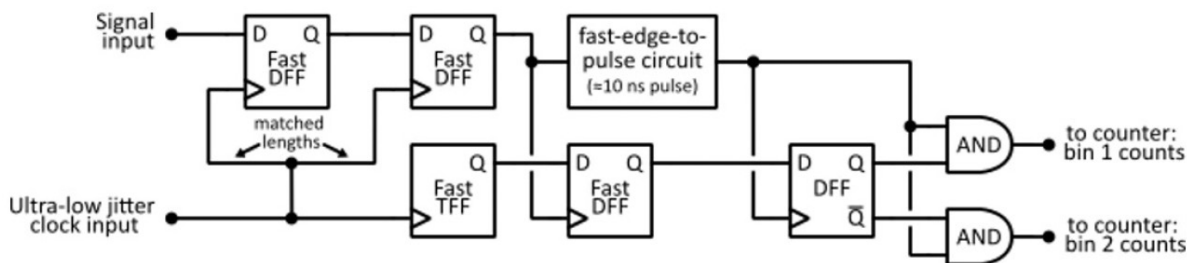 Signal
input
D Q
Fast
DFF
D Q
Fast
DFF
fast-edge-to-
pulse circuit
(≈10 ns pulse)
matched
lengths
Ultra-low jitter
clock input
Q
Fast
TFF
D Q
Fast
DFF
D Q
DFF
Q̅
AND
to counter:
bin 1 counts
AND
to counter:
bin 2 counts